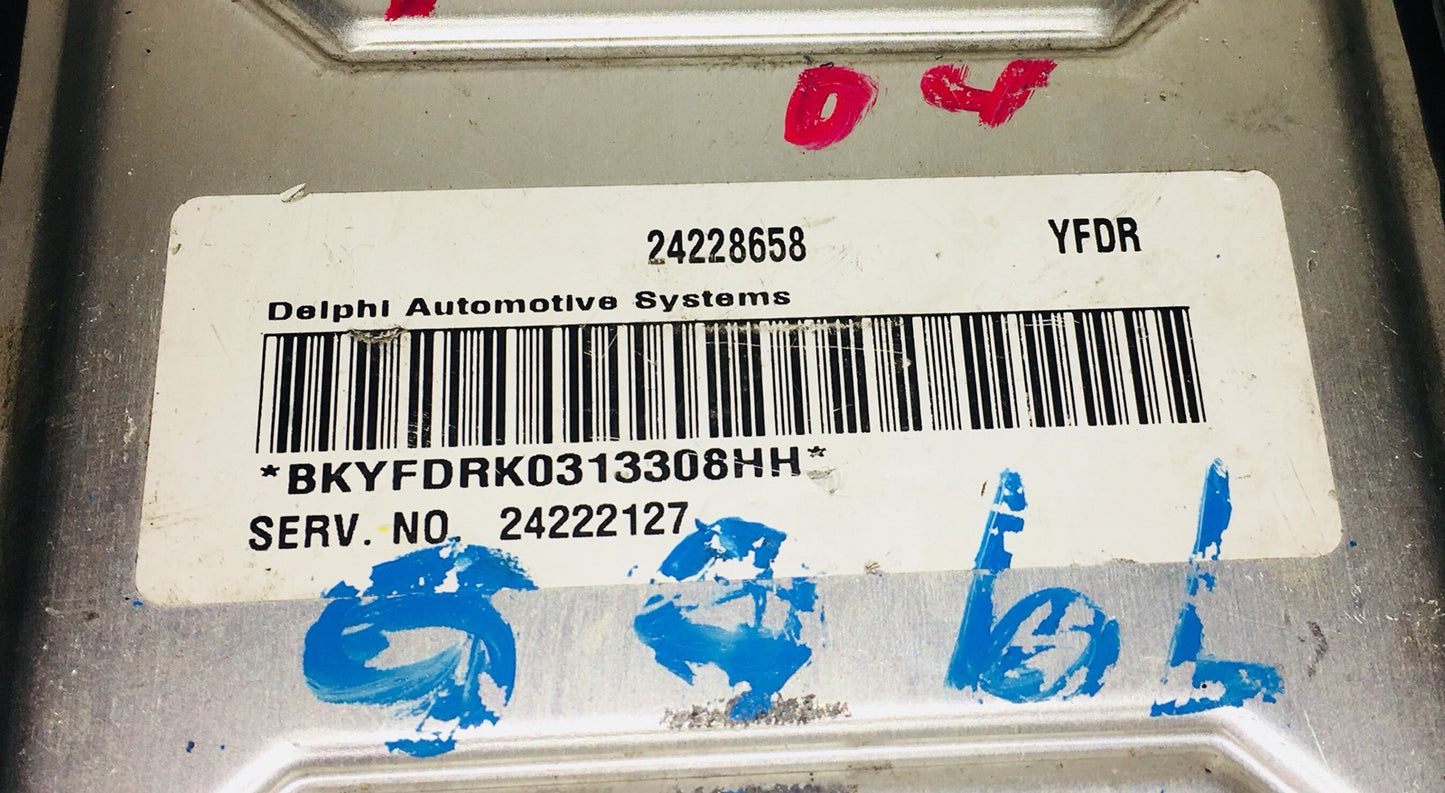 04
24228658 YFDR
Delphi Automotive Systems
*BKYFDRK0313308HH*
SERV. NO. 24222127